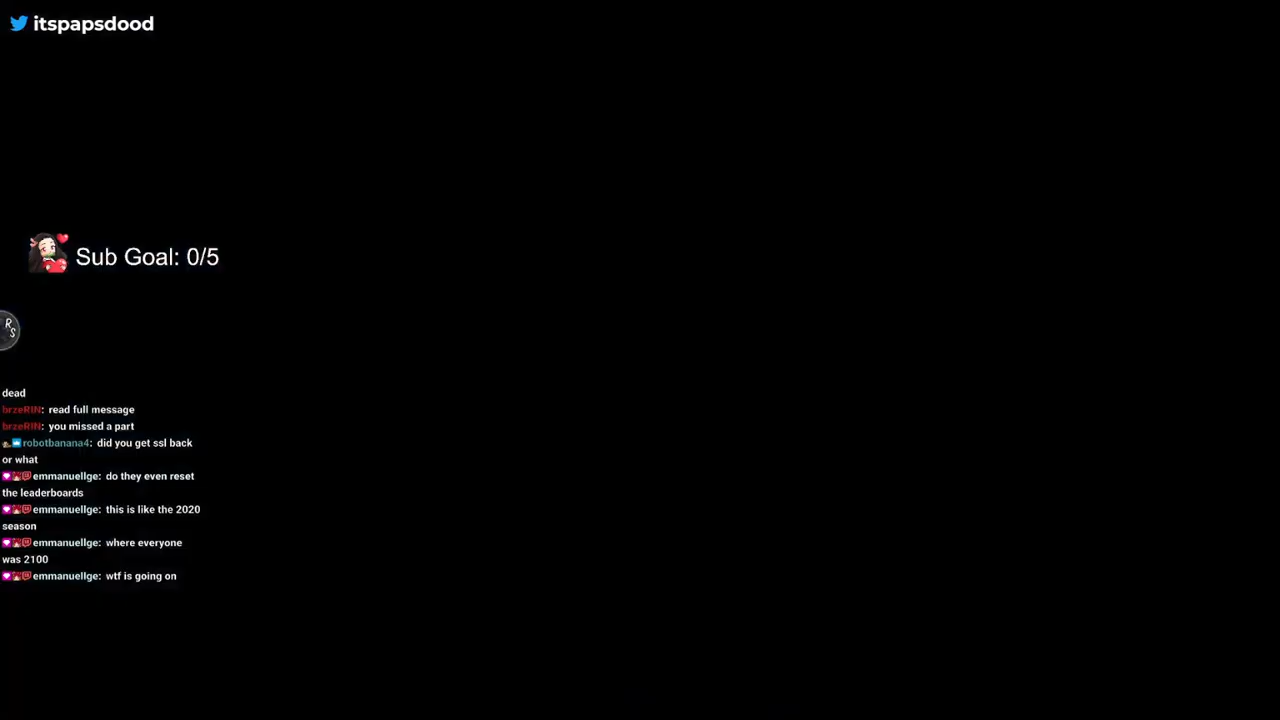 itspapsdood
Sub Goal: 0/5
RS
dead
brzeRIN: read full message
brzeRIN: you missed a part
robotbanana4: did you get ssl back
or what
emmanuellge: do they even reset
the leaderboards
emmanuellge: this is like the 2020
season
emmanuellge: where everyone
was 2100
emmanuellge: wtf is going on